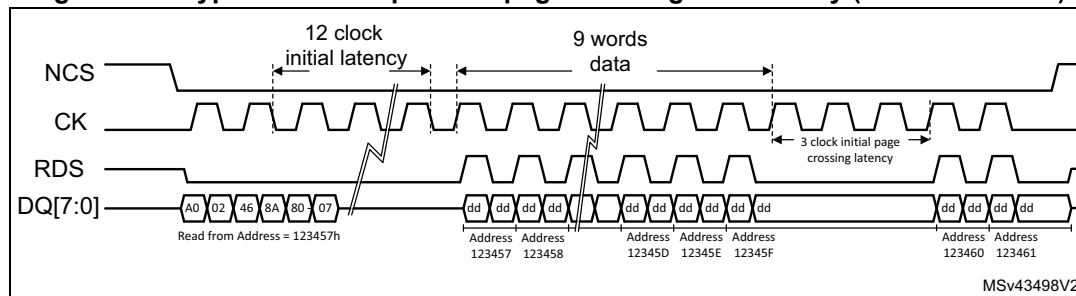 12 clock
initial latency
9 words
data
NCS
CK
3 clock initial page
crossing latency
RDS
DQ[7:0]
A0 02 46 8A 80 07 dd dd dd dd dd dd dd dd dd dd dd dd dd dd
Read from Address = 123457h
Address 123457
Address 123458
Address 12345D
Address 12345E
Address 12345F
Address 123460
Address 123461
MSv43498V2